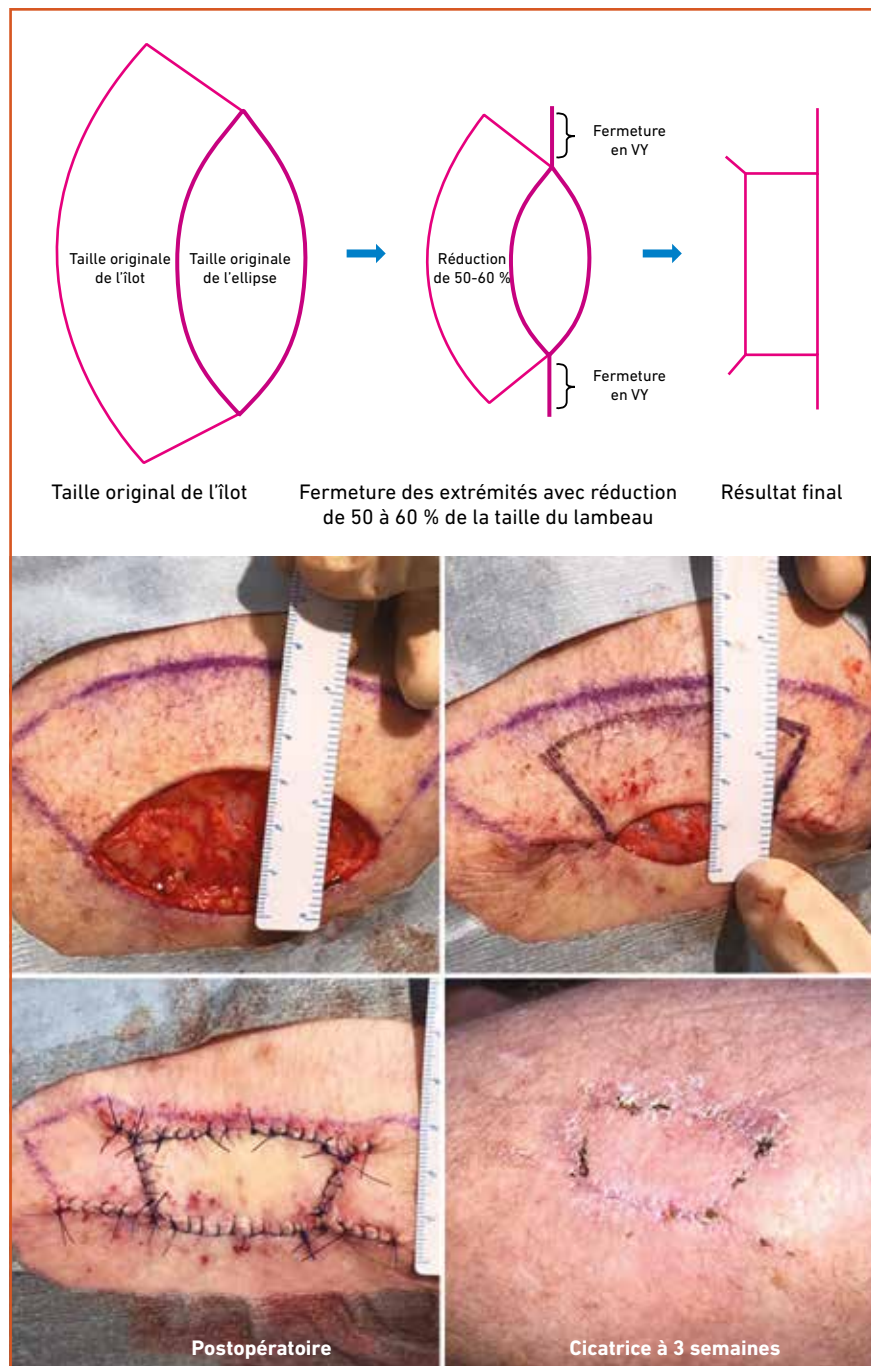 Taille originale
de l'îlot
Taille originale
de l'ellipse
Réduction
de 50-60 %
Fermeture
en VY
Fermeture
en VY
Taille original de l'îlot
Fermeture des extrémités avec réduction
de 50 à 60 % de la taille du lambeau
Résultat final
Postopératoire
Cicatrice à 3 semaines